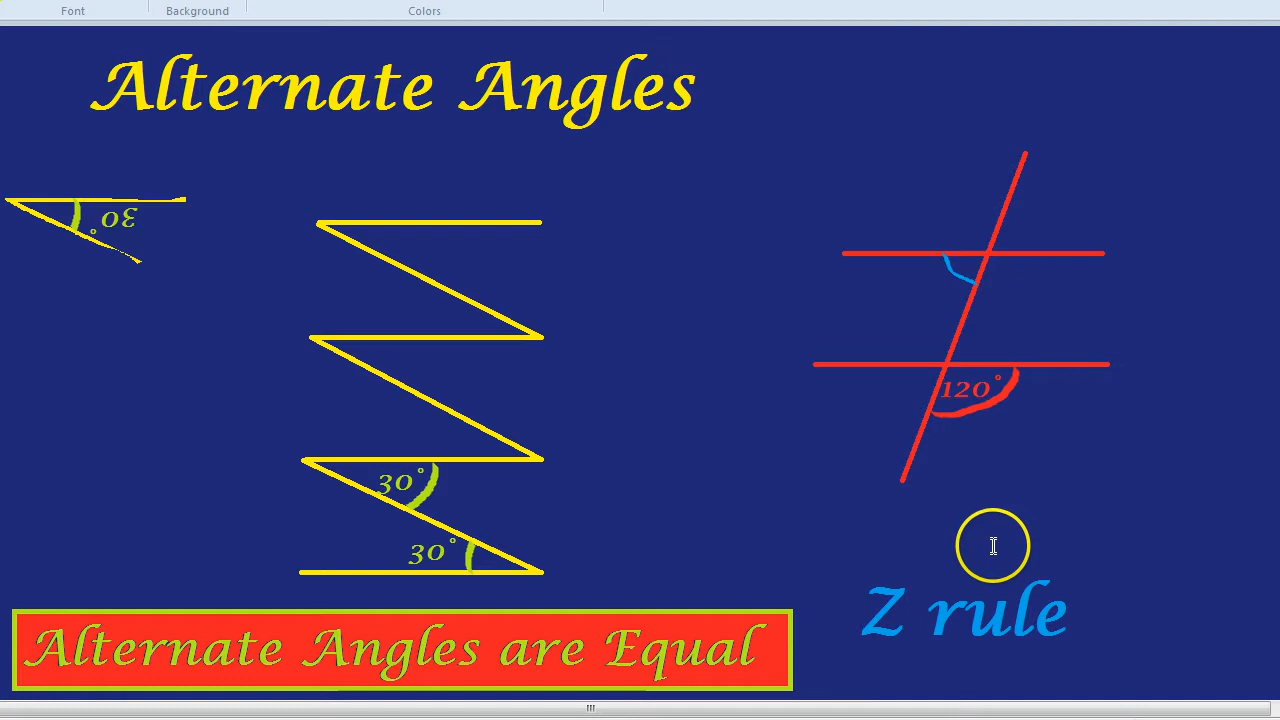 Font Background Colors
Alternate Angles
30°
120°
30°
30°
Z rule
Alternate Angles are Equal